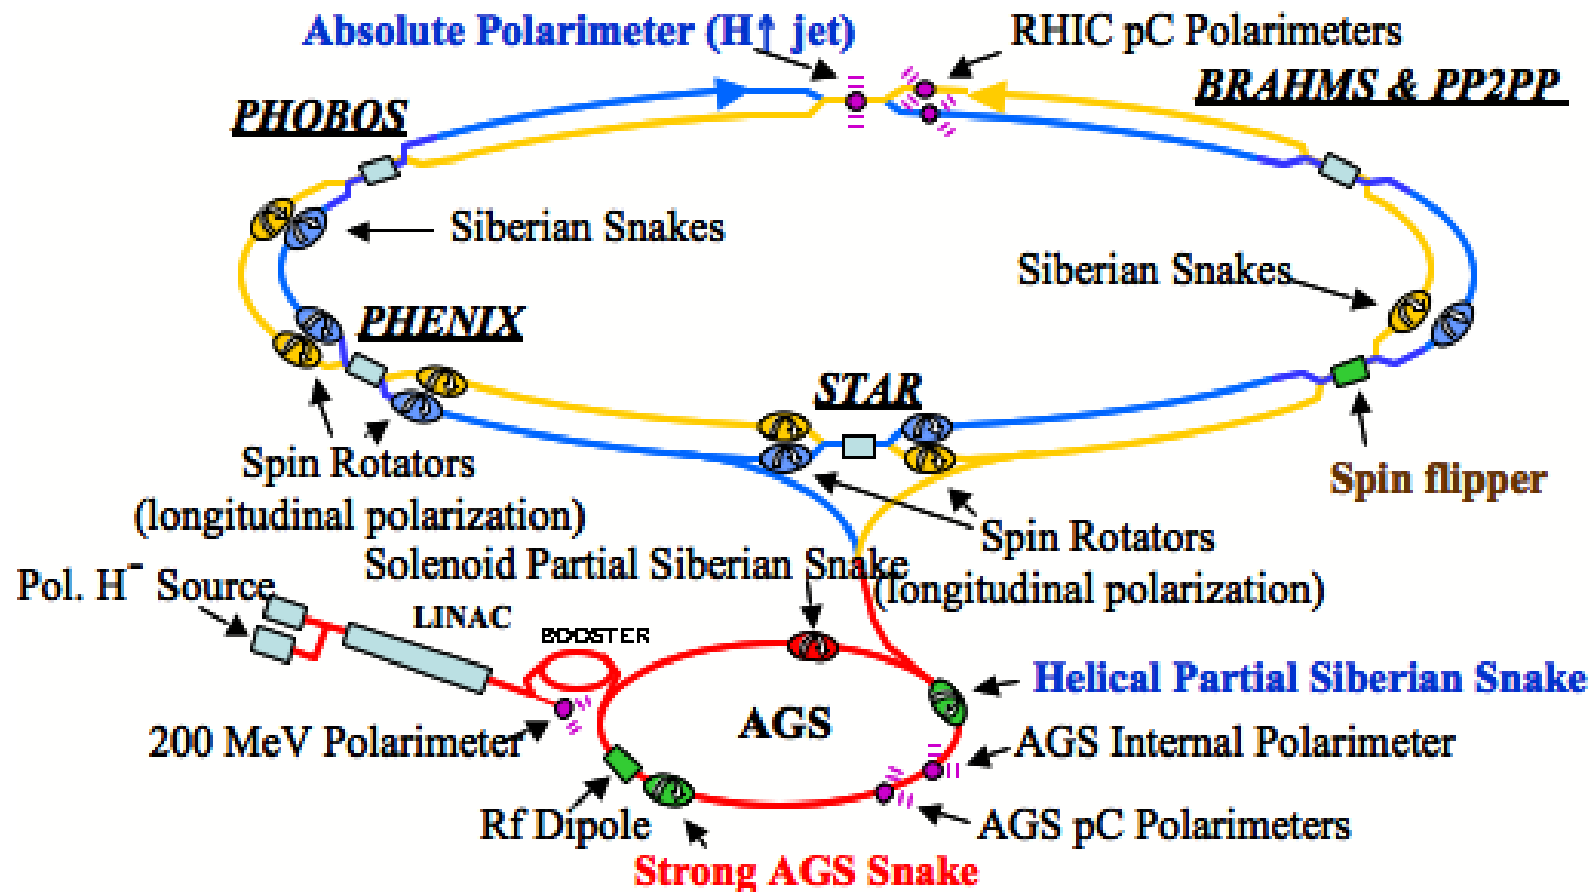 Absolute Polarimeter (H↑ jet)
RHIC pC Polarimeters
BRAHMS & PP2PP
PHOBOS
Siberian Snakes
Siberian Snakes
PHENIX
STAR
Spin Rotators
(longitudinal polarization)
Spin flipper
Spin Rotators
(longitudinal polarization)
Solenoid Partial Siberian Snake
Pol. H⁻ Source
LINAC
BOOSTER
Helical Partial Siberian Snake
AGS
200 MeV Polarimeter
AGS Internal Polarimeter
Rf Dipole
AGS pC Polarimeters
Strong AGS Snake